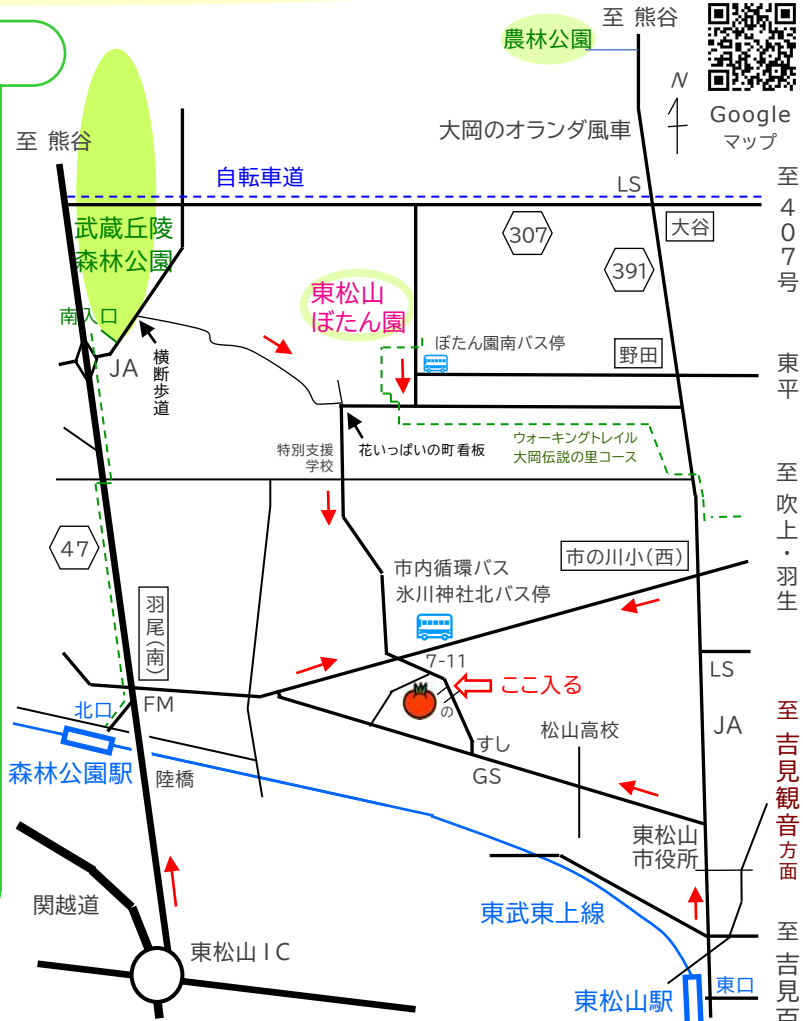 至 熊谷
農林公園
N
Google
マップ
大岡のオランダ風車
至 熊谷
自転車道
LS
至 407号
武蔵丘陵
森林公園
307
大谷
391
東松山
ぼたん園
南入口
ぼたん園南バス停
野田
JA
横断歩道
東平
特別支援
学校
花いっぱいの町看板
ウォーキングトレイル
大岡伝説の里コース
至 吹上・羽生
47
市の川小(西)
市内循環バス
氷川神社北バス停
羽尾(南)
7-11
LS
ここ入る
FM
の
北口
松山高校
JA
至 吉見観音方面
すし
森林公園駅
陸橋
GS
東松山
市役所
関越道
東武東上線
東松山IC
至 吉見百
東口
東松山駅